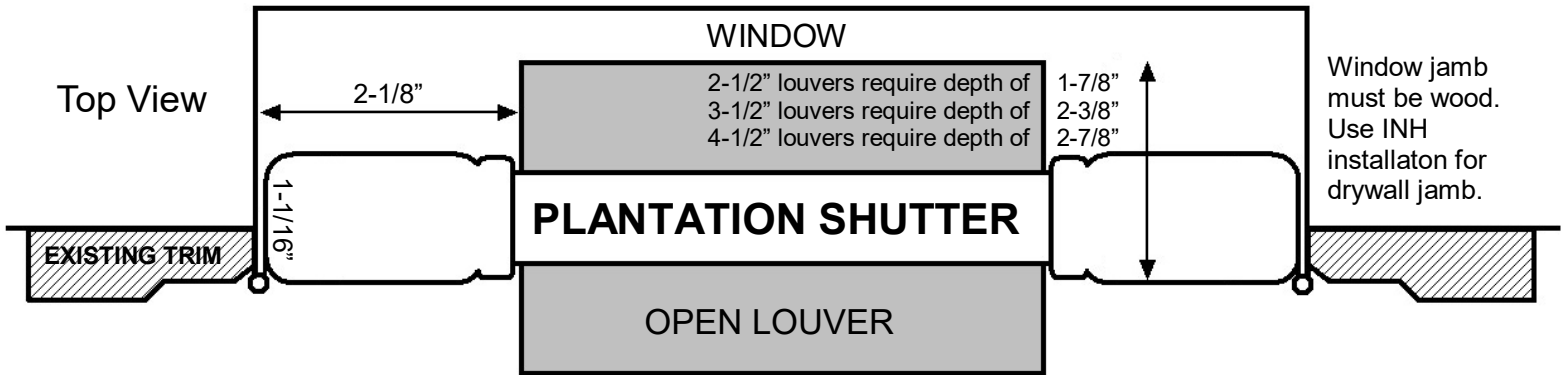 WINDOW
Top View
2-1/8”
2-1/2” louvers require depth of 1-7/8”
3-1/2” louvers require depth of 2-3/8”
4-1/2” louvers require depth of 2-7/8”
Window jamb
must be wood.
Use INH
installaton for
drywall jamb.
1-1/16”
PLANTATION SHUTTER
EXISTING TRIM
OPEN LOUVER